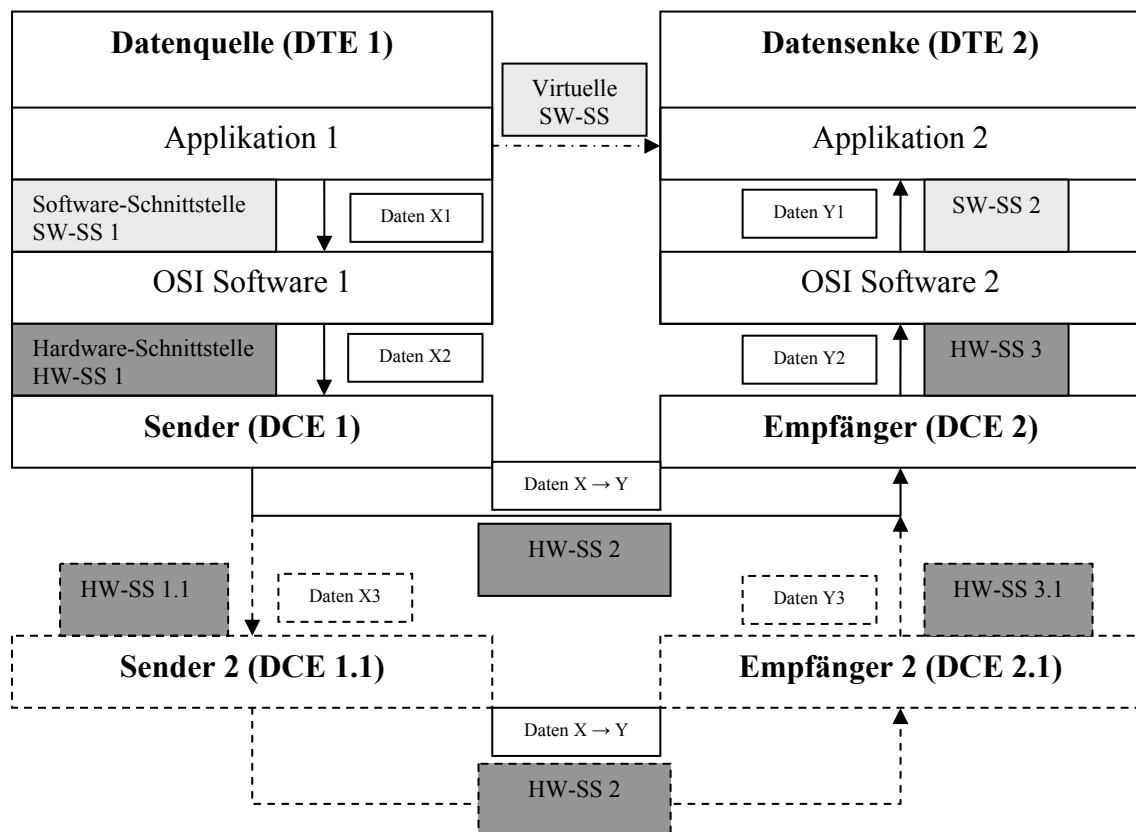 Datenquelle (DTE 1)
Datensenke (DTE 2)
Virtuelle
SW-SS
Applikation 1
Applikation 2
Software-Schnittstelle
SW-SS 1
Daten X1
Daten Y1
SW-SS 2
OSI Software 1
OSI Software 2
Hardware-Schnittstelle
HW-SS 1
Daten X2
Daten Y2
HW-SS 3
Sender (DCE 1)
Empfänger (DCE 2)
Daten X → Y
HW-SS 2
HW-SS 1.1
Daten X3
Daten Y3
HW-SS 3.1
Sender 2 (DCE 1.1)
Empfänger 2 (DCE 2.1)
Daten X → Y
HW-SS 2